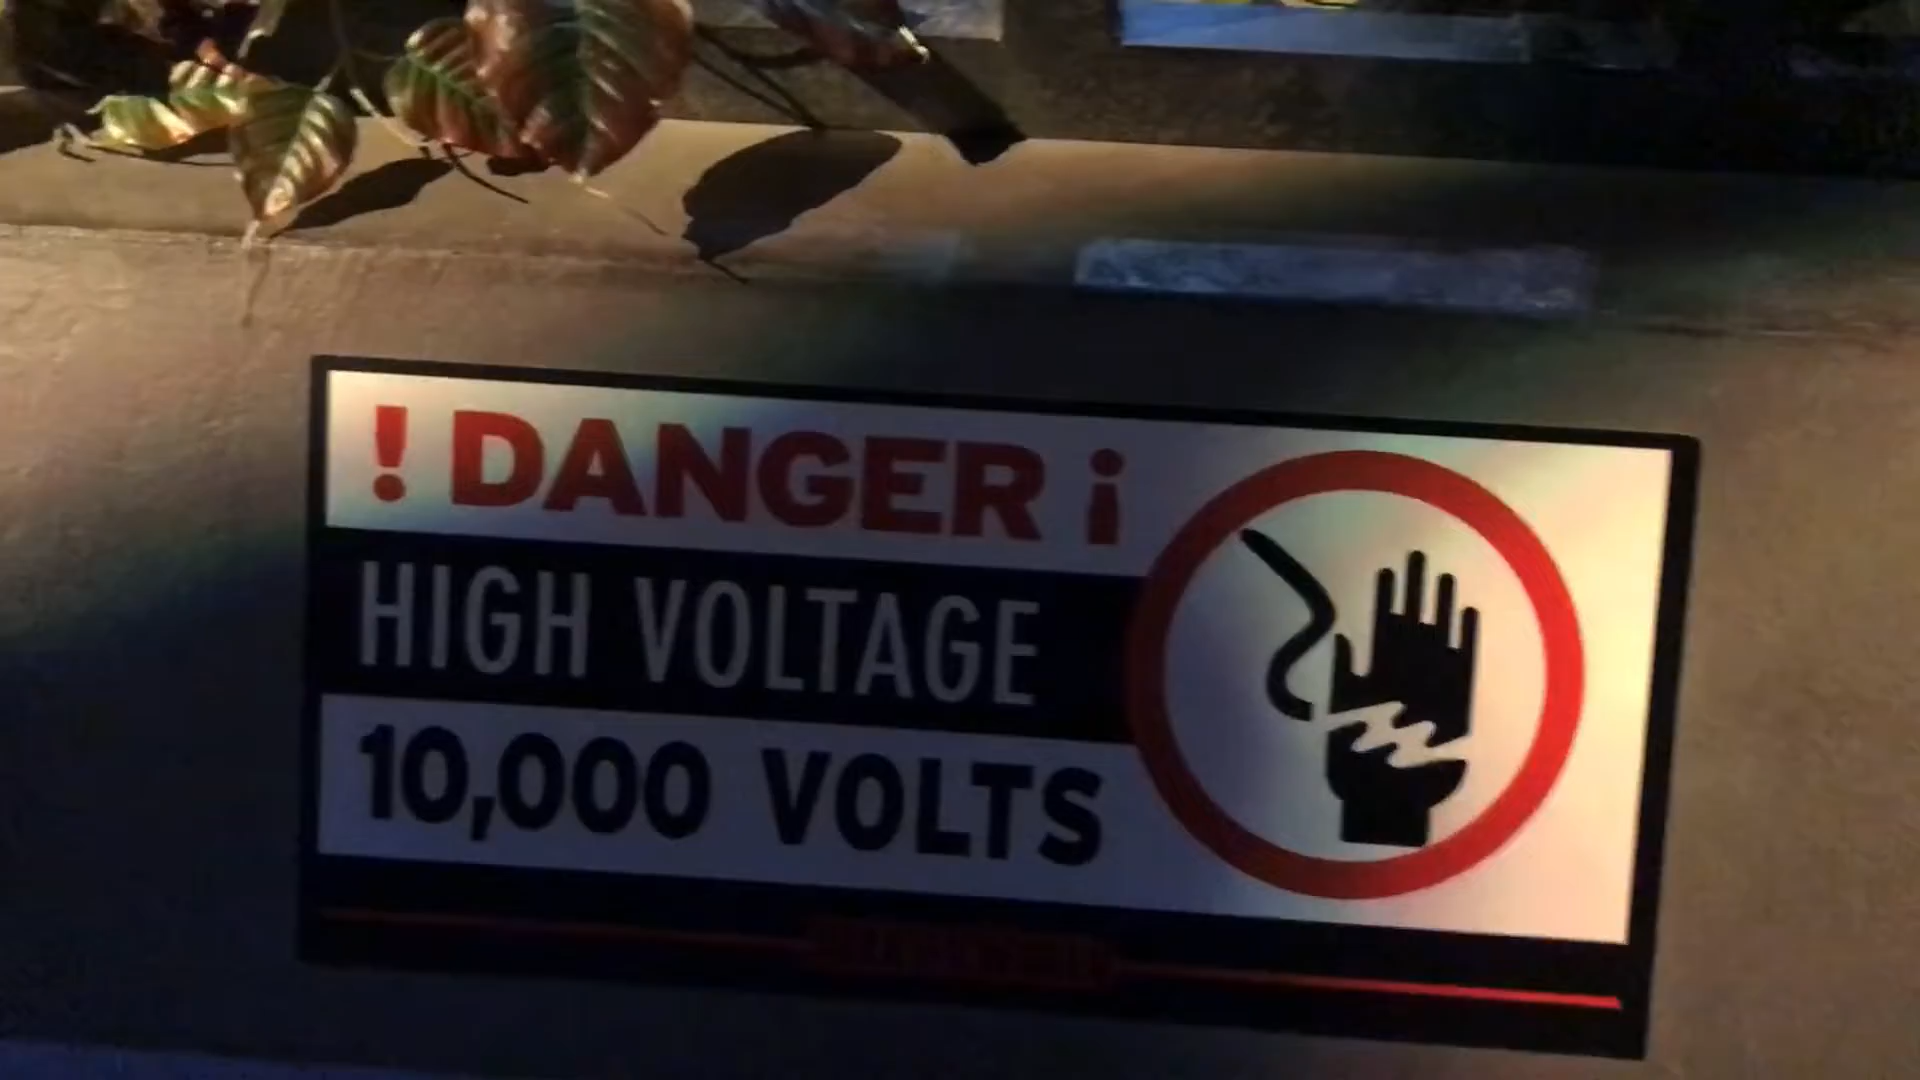 ! DANGER ¡
HIGH VOLTAGE
10,000 VOLTS